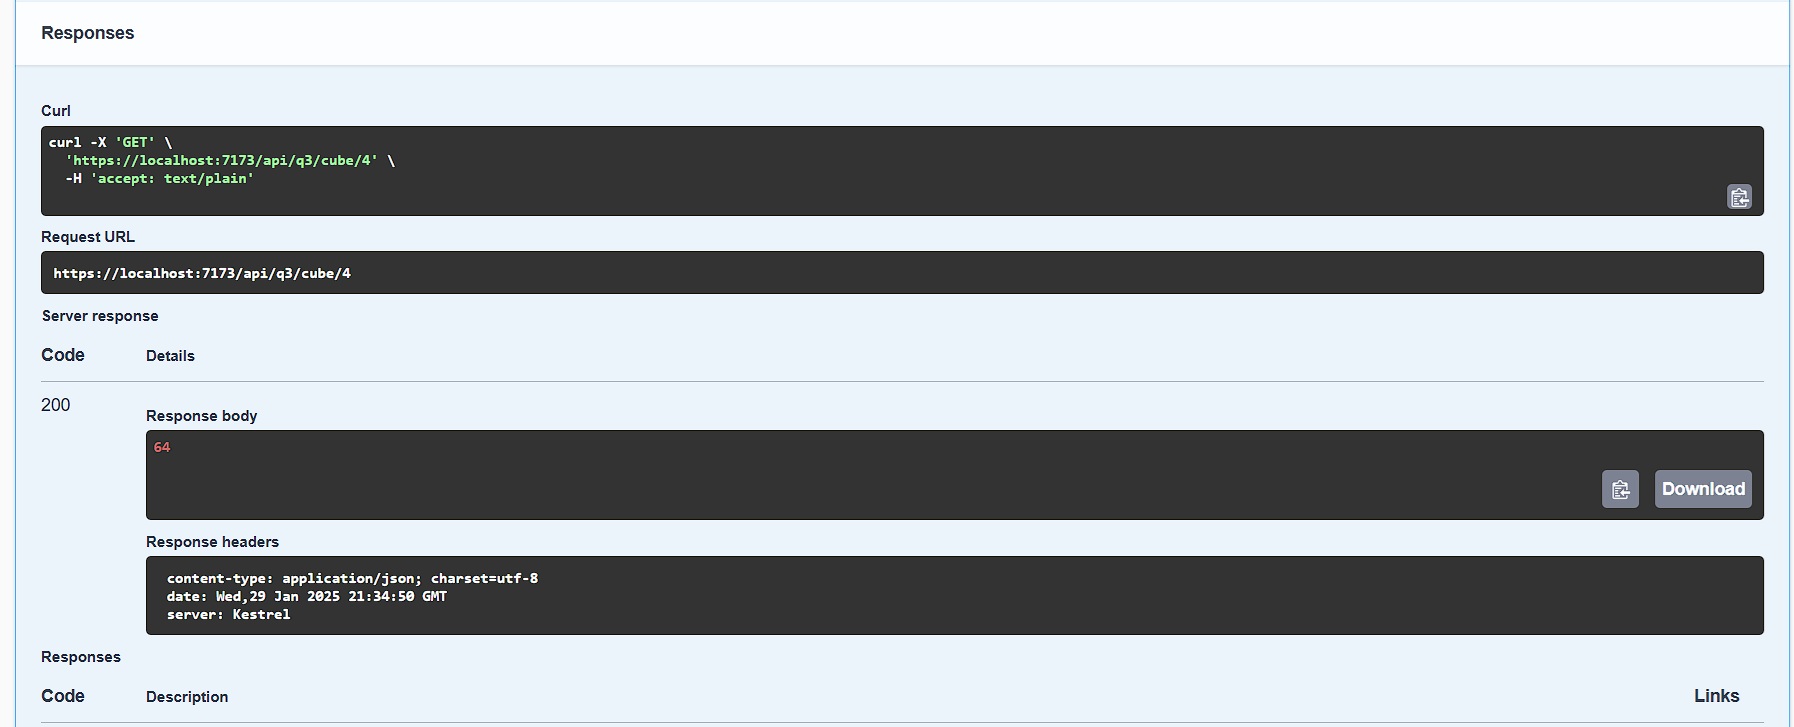 Responses
Curl
curl -X 'GET' \
'https://localhost:7173/api/q3/cube/4' \
-H 'accept: text/plain'
Request URL
https://localhost:7173/api/q3/cube/4
Server response
Code Details
200
Response body
64
Download
Response headers
content-type: application/json; charset=utf-8
date: Wed,29 Jan 2025 21:34:50 GMT
server: Kestrel
Responses
Code Description Links